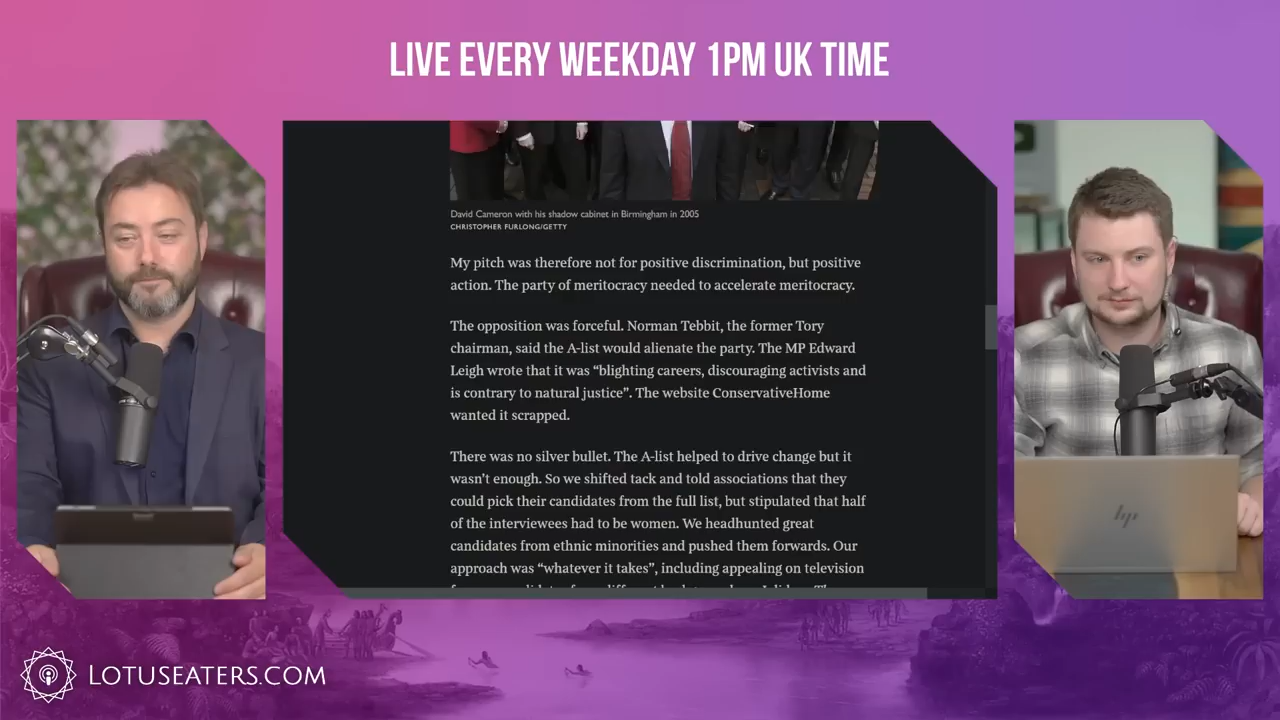 LIVE EVERY WEEKDAY 1PM UK TIME
David Cameron with his shadow cabinet in Birmingham in 2005
CHRISTOPHER FURLONG/GETTY
My pitch was therefore not for positive discrimination, but positive
action. The party of meritocracy needed to accelerate meritocracy.
The opposition was forceful. Norman Tebbit, the former Tory
chairman, said the A-list would alienate the party. The MP Edward
Leigh wrote that it was “blighting careers, discouraging activists and
is contrary to natural justice”. The website ConservativeHome
wanted it scrapped.
There was no silver bullet. The A-list helped to drive change but it
wasn’t enough. So we shifted tack and told associations that they
could pick their candidates from the full list, but stipulated that half
of the interviewees had to be women. We headhunted great
candidates from ethnic minorities and pushed them forwards. Our
approach was “whatever it takes”, including appealing on television
hp
LOTUSEATERS.COM